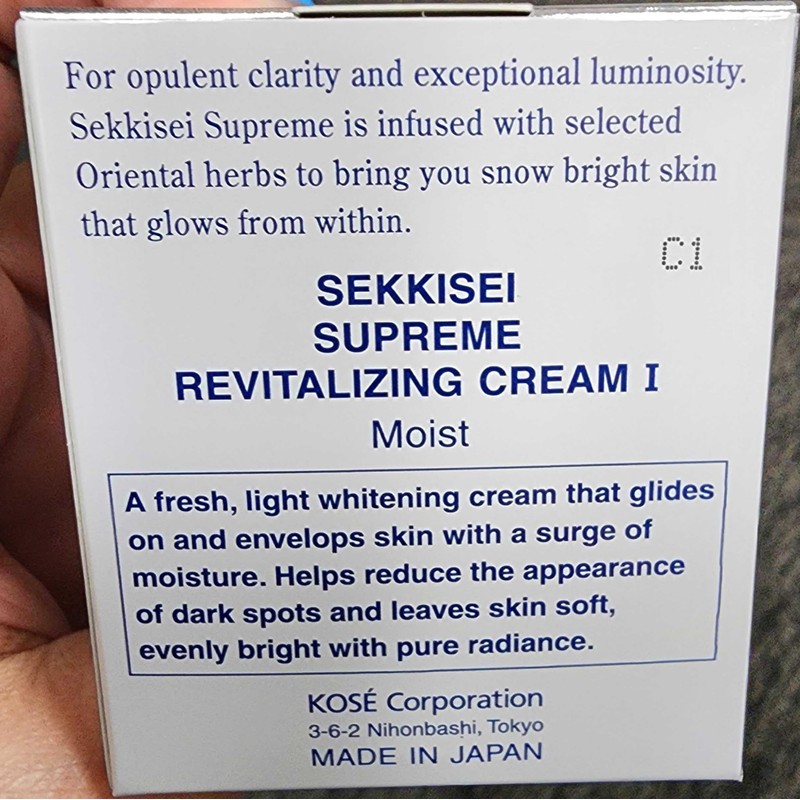 For opulent clarity and exceptional luminosity.
Sekkisei Supreme is infused with selected
Oriental herbs to bring you snow bright skin
that glows from within.
C1
SEKKISEI
SUPREME
REVITALIZING CREAM I
Moist
A fresh, light whitening cream that glides
on and envelops skin with a surge of
moisture. Helps reduce the appearance
of dark spots and leaves skin soft,
evenly bright with pure radiance.
KOSÉ Corporation
3-6-2 Nihonbashi, Tokyo
MADE IN JAPAN